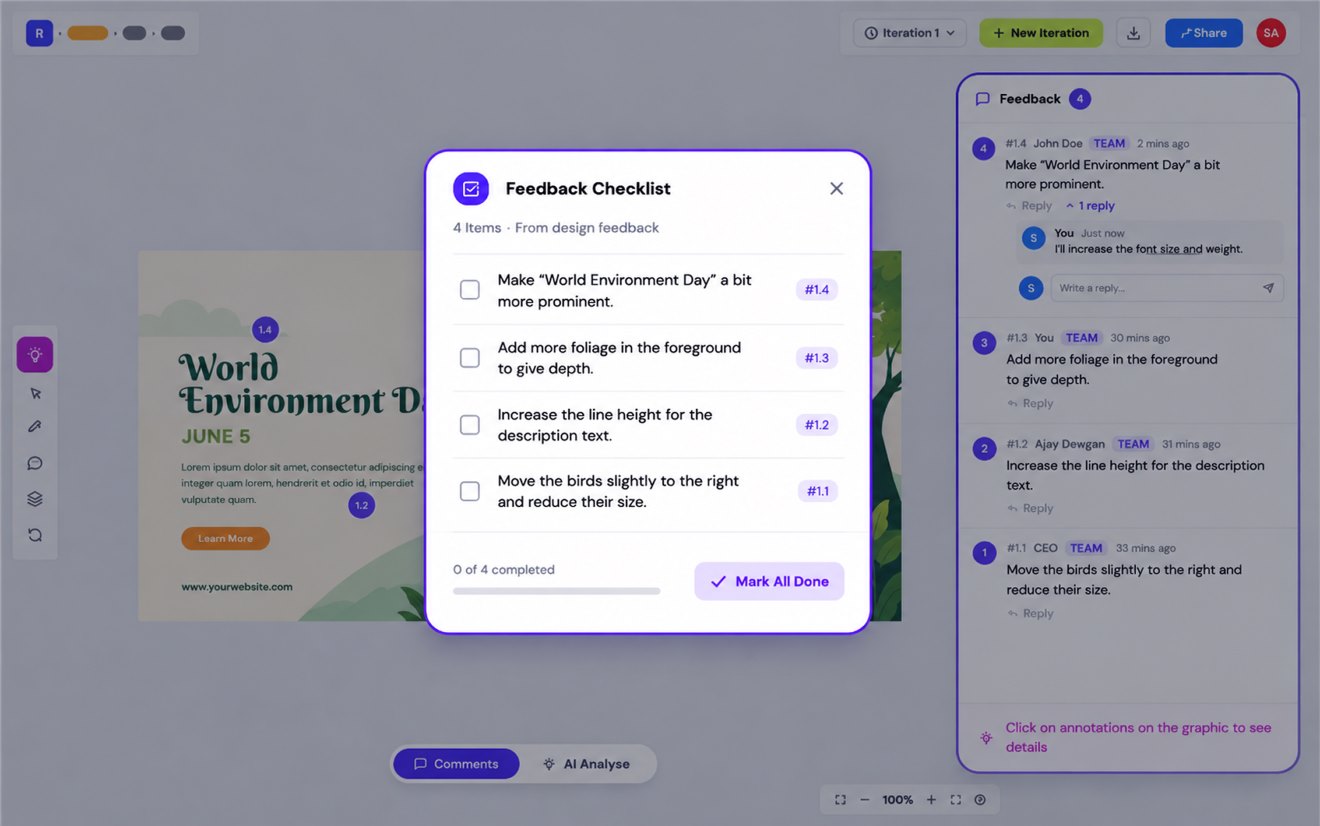 R
Iteration 1
+ New Iteration
Share
SA
Feedback 4
4
#1.4 John Doe TEAM 2 mins ago
Make “World Environment Day” a bit
more prominent.
Reply
1 reply
S
You Just now
I'll increase the font size and weight.
S
Write a reply...
3
#1.3 You TEAM 30 mins ago
Add more foliage in the foreground
to give depth.
Reply
2
#1.2 Ajay Dewgan TEAM 31 mins ago
Increase the line height for the description
text.
Reply
1
#1.1 CEO TEAM 33 mins ago
Move the birds slightly to the right and
reduce their size.
Reply
Click on annotations on the graphic to see
details
Feedback Checklist
4 Items · From design feedback
Make “World Environment Day” a bit
more prominent.
#1.4
Add more foliage in the foreground
to give depth.
#1.3
Increase the line height for the
description text.
#1.2
Move the birds slightly to the right
and reduce their size.
#1.1
0 of 4 completed
Mark All Done
1.4
World
Environment
JUNE 5
Lorem ipsum dolor sit amet, consectetur adipiscing
integer quam lorem, hendrerit et odio id, imperdiet
vulputate quam.
1.2
Learn More
www.yourwebsite.com
Comments
AI Analyse
− 100% +